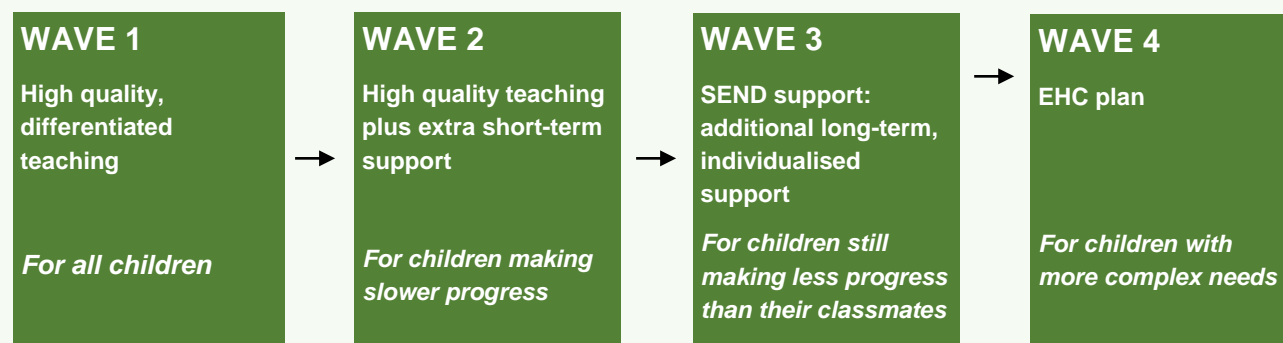 WAVE 1
High quality,
differentiated
teaching
For all children
WAVE 2
High quality teaching
plus extra short-term
support
For children making
slower progress
WAVE 3
SEND support:
additional long-term,
individualised
support
For children still
making less progress
than their classmates
WAVE 4
EHC plan
For children with
more complex needs